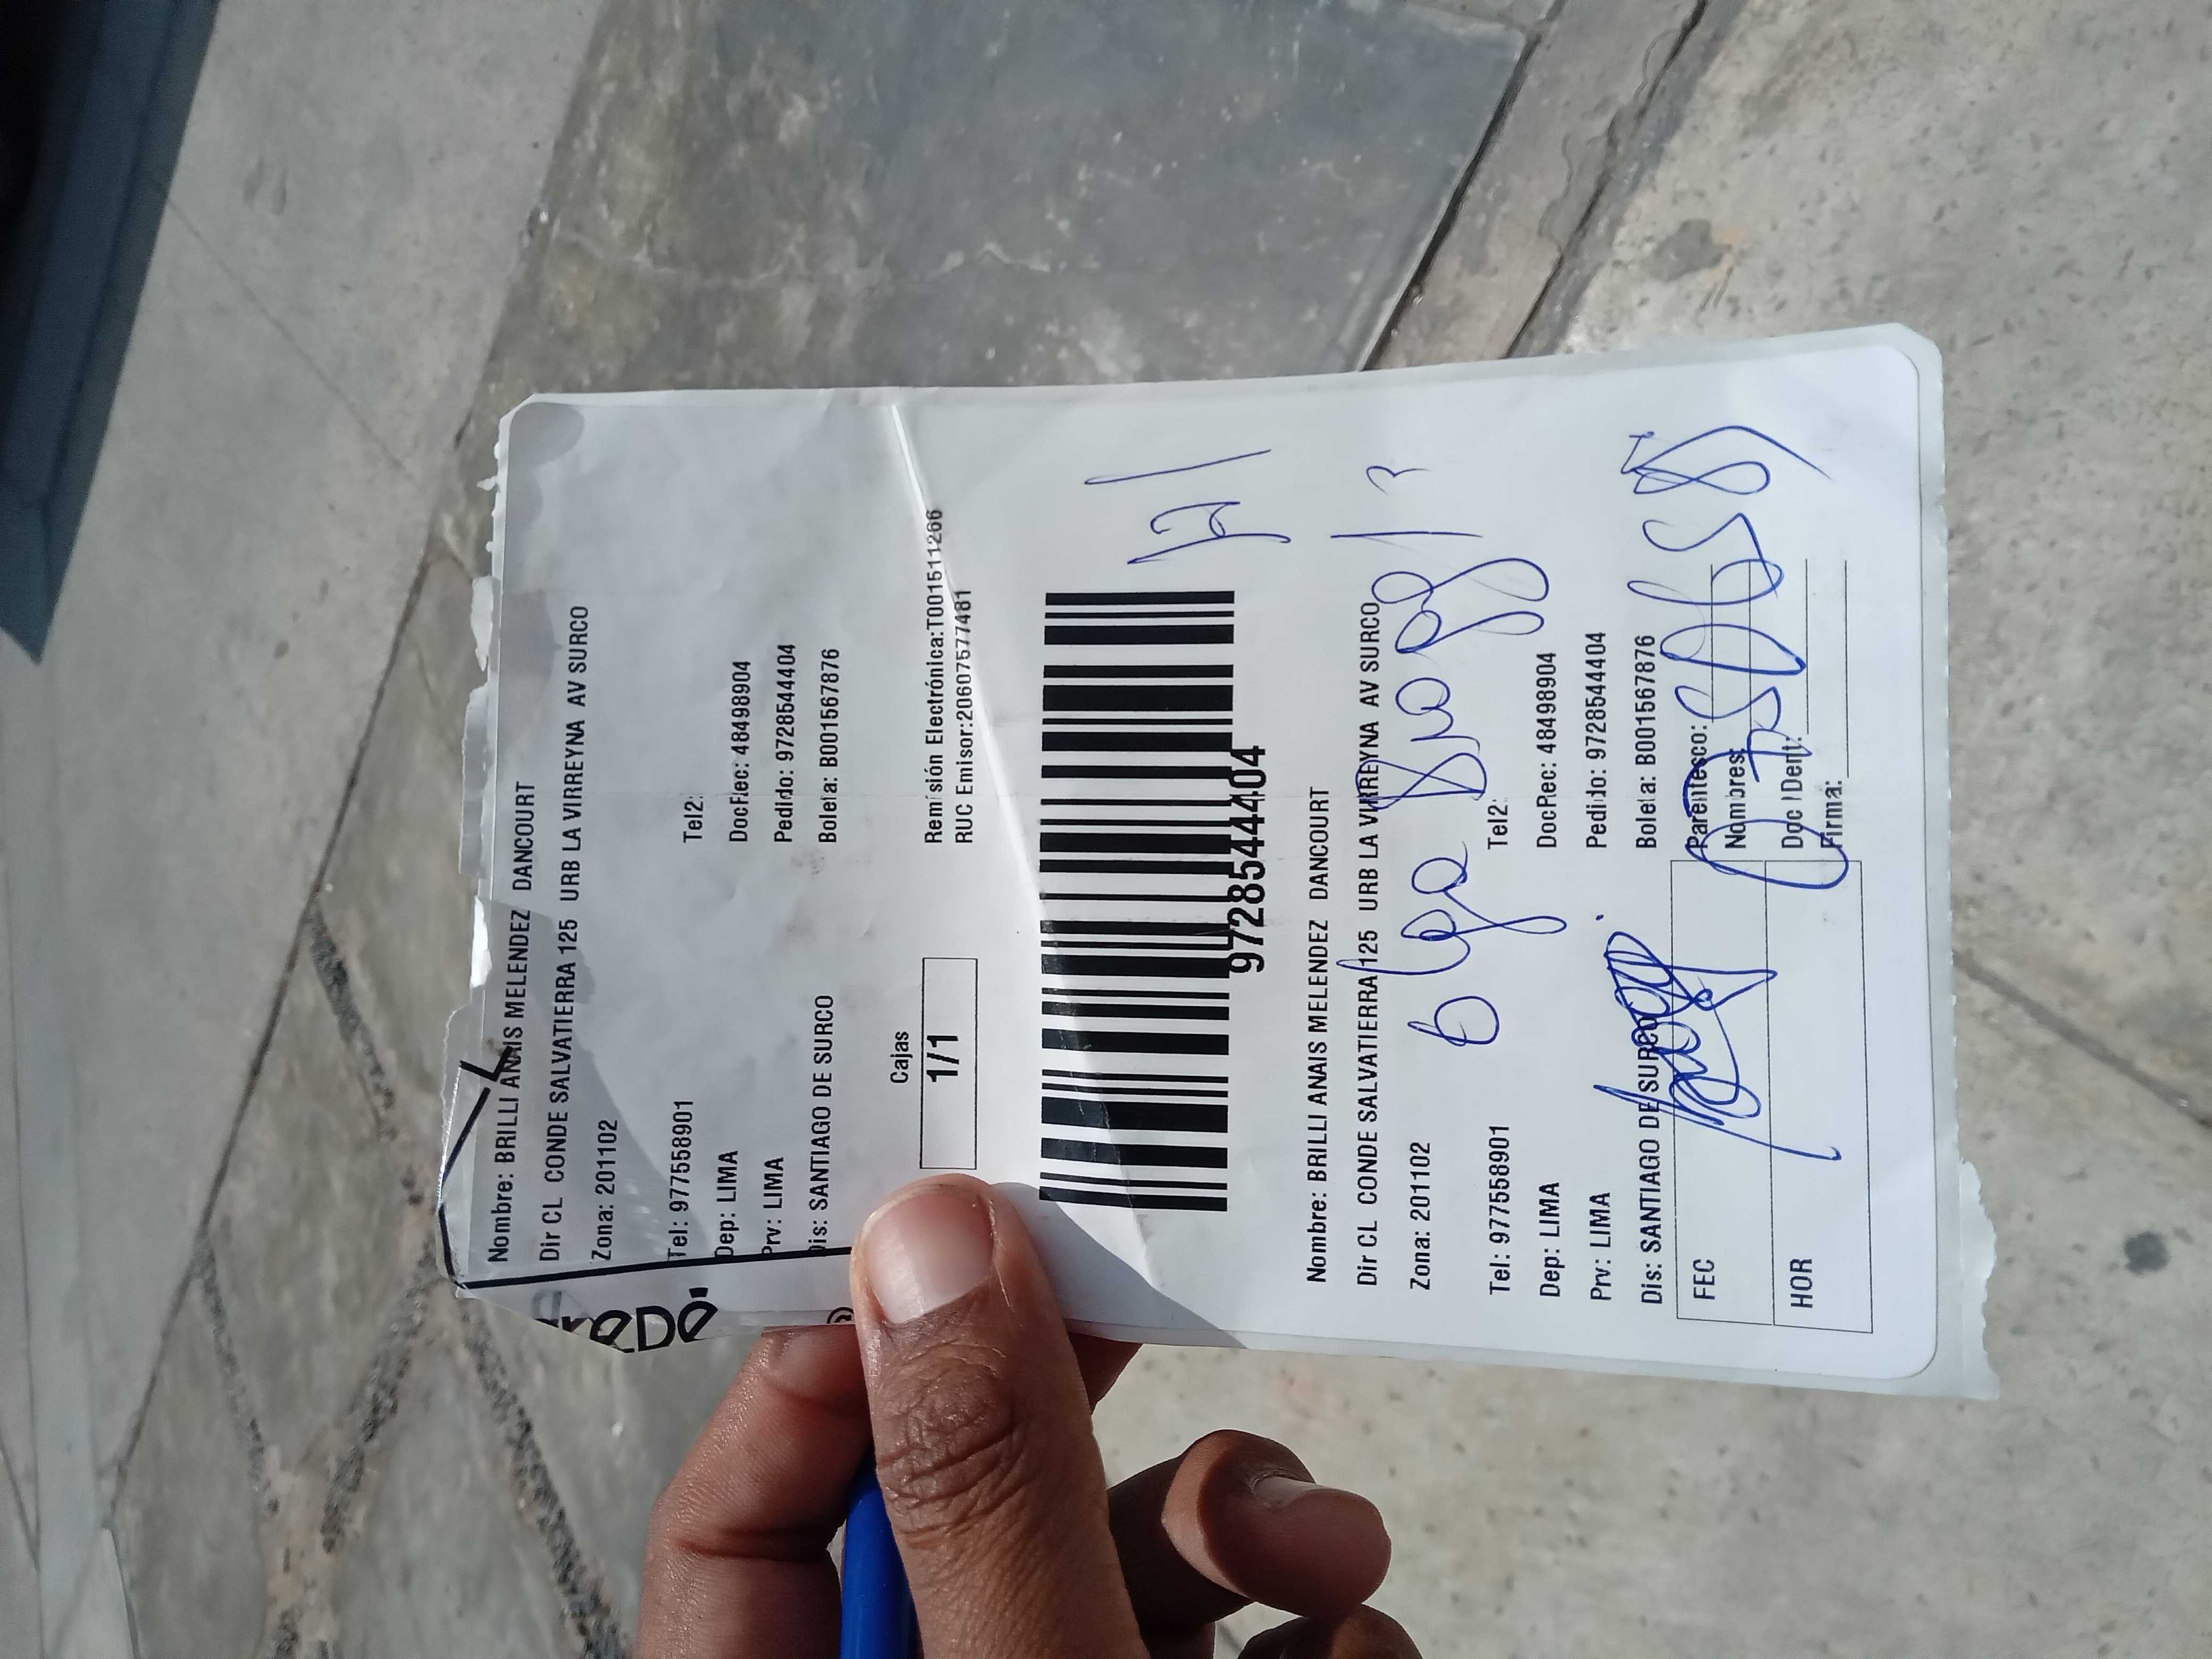 Nombre: BRILLI ANAIS MELENDEZ DANCOURT
Dir CL CONDE SALVATIERRA 125 URB LA VIRREYNA AV SURCO
Zona: 201102
Tel: 977558901 Tel2:
Dep: LIMA DocRec: 48498904
Prv: LIMA Pedido: 9728544404
Dis: SANTIAGO DE SURCO Boleta: B001567876
Cajas
1/1
Remisión Electrónica:T001511266
RUC Emisor:20607577481
9728544404
Nombre: BRILLI ANAIS MELENDEZ DANCOURT
Dir CL CONDE SALVATIERRA 125 URB LA VIRREYNA AV SURCO
Zona: 201102
Tel: 977558901 Tel2:
Dep: LIMA DocRec: 48498904
Prv: LIMA Pedido: 9728544404
Dis: SANTIAGO DE SURCO Boleta: B001567876
FEC Parentesco:
Nombres:
HOR Doc IDent:
Firma: